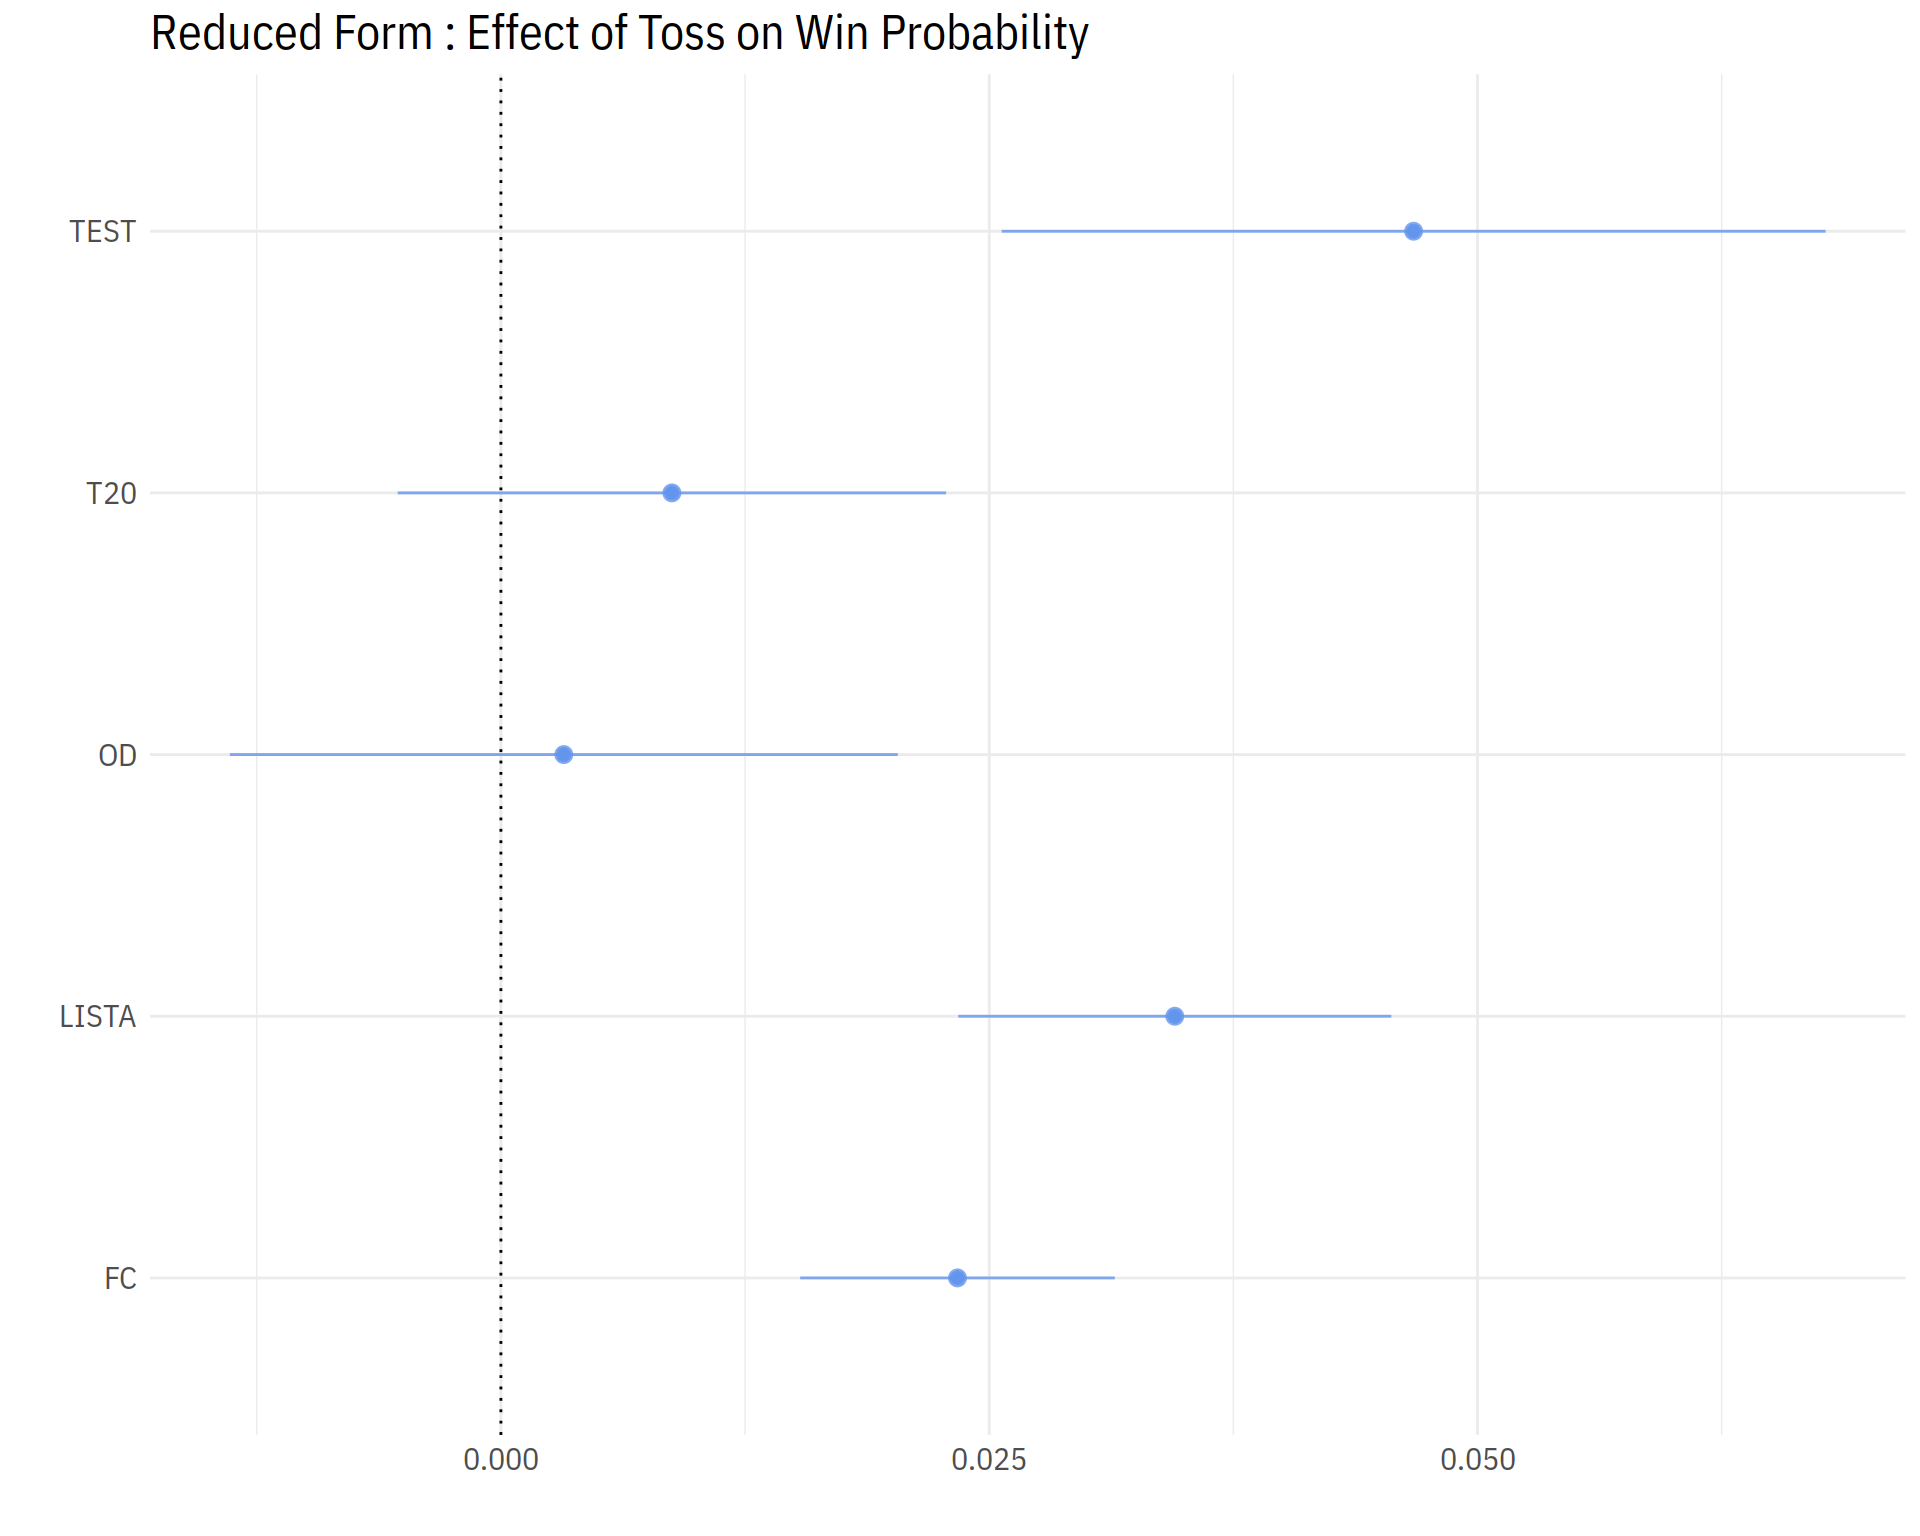 Reduced Form : Effect of Toss on Win Probability
TEST
T20
OD
LISTA
FC
0.000 0.025 0.050